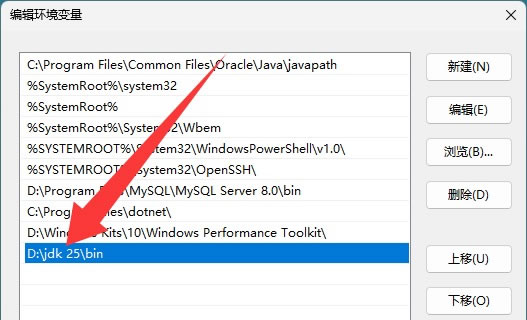 编辑环境变量
C:\Program Files\Common Files\Oracle\Java\javapath
%SystemRoot%\system32
%SystemRoot%
%SystemRoot%\System32\Wbem
%SYSTEMROOT%\System32\WindowsPowerShell\v1.0\
%SYSTEMROOT%\System32\OpenSSH\
D:\Program Files\MySQL\MySQL Server 8.0\bin
C:\Program Files\dotnet\
D:\Windows Kits\10\Windows Performance Toolkit\
D:\jdk 25\bin
新建(N)
编辑(E)
浏览(B)...
删除(D)
上移(U)
下移(O)